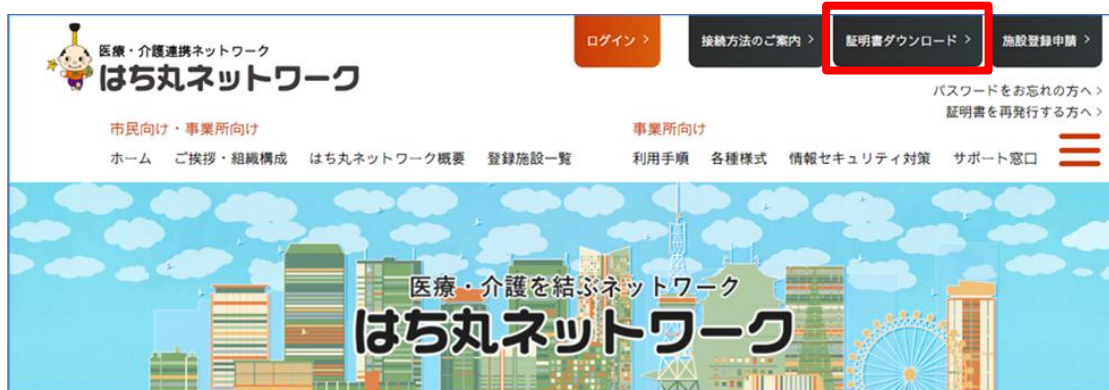 医療・介護連携ネットワーク
はち丸ネットワーク
ログイン >
接続方法のご案内 >
証明書ダウンロード >
施設登録申請 >
パスワードをお忘れの方へ >
証明書を再発行する方へ >
市民向け・事業所向け
事業所向け
ホーム ご挨拶・組織構成 はち丸ネットワーク概要 登録施設一覧
利用手順 各種様式 情報セキュリティ対策 サポート窓口
医療・介護を結ぶネットワーク
はち丸ネットワーク